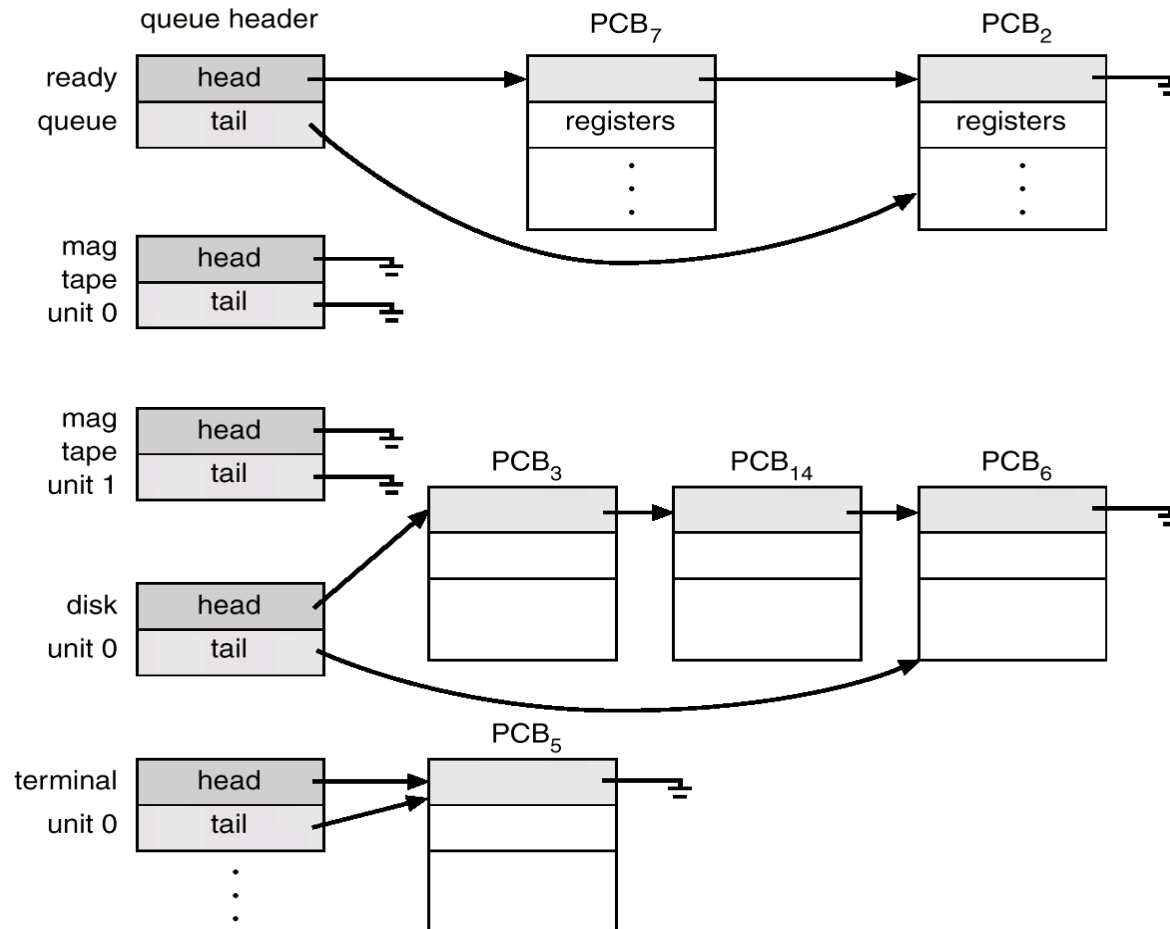 queue header
PCB7
PCB2
ready
queue
head
tail
registers
registers
mag
tape
unit 0
head
tail
mag
tape
unit 1
head
tail
PCB3
PCB14
PCB6
disk
unit 0
head
tail
PCB5
terminal
unit 0
head
tail